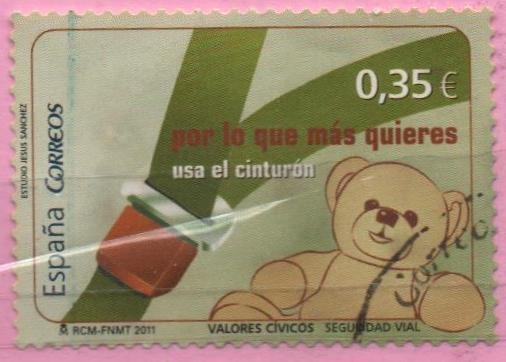 0,35 €
por lo que más quieres
usa el cinturón
ESTUDIO JESUS SANCHEZ
España CORREOS
RCM-FNMT 2011
VALORES CÍVICOS SEGURIDAD VIAL